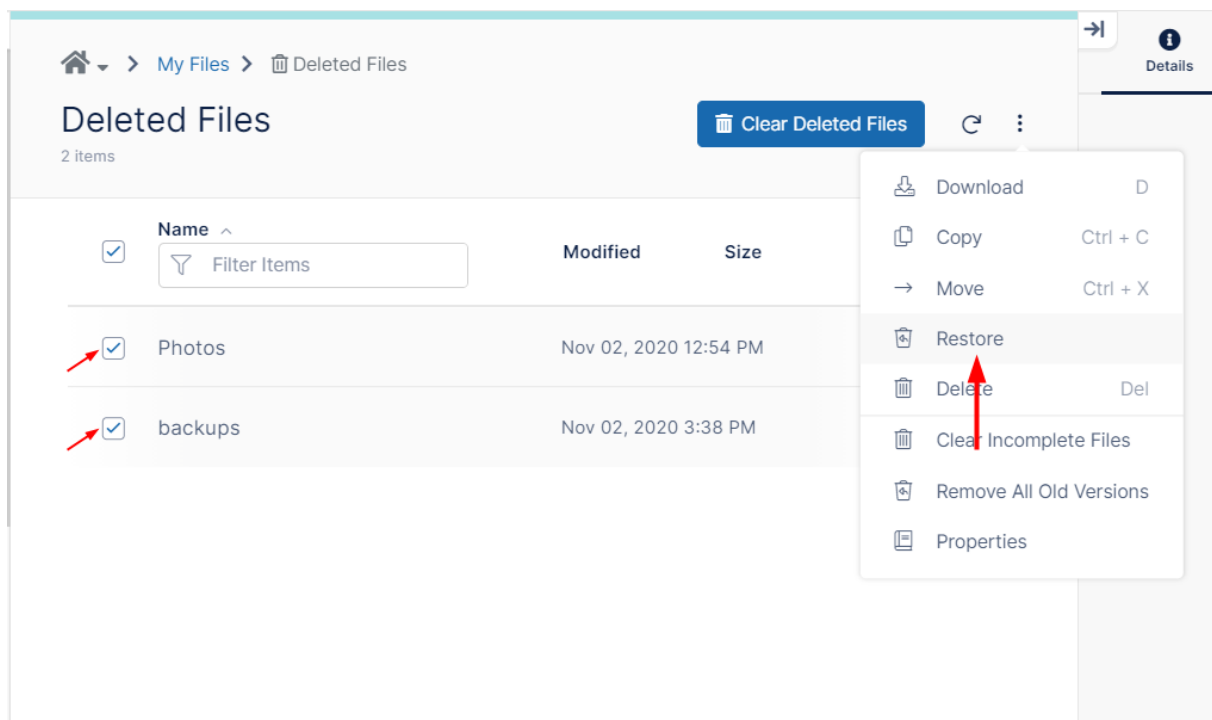 My Files Deleted Files
Details
Deleted Files
2 items
Clear Deleted Files
Name
Filter Items
Modified
Size
Photos
Nov 02, 2020 12:54 PM
backups
Nov 02, 2020 3:38 PM
Download D
Copy Ctrl + C
Move Ctrl + X
Restore
Delete Del
Clear Incomplete Files
Remove All Old Versions
Properties